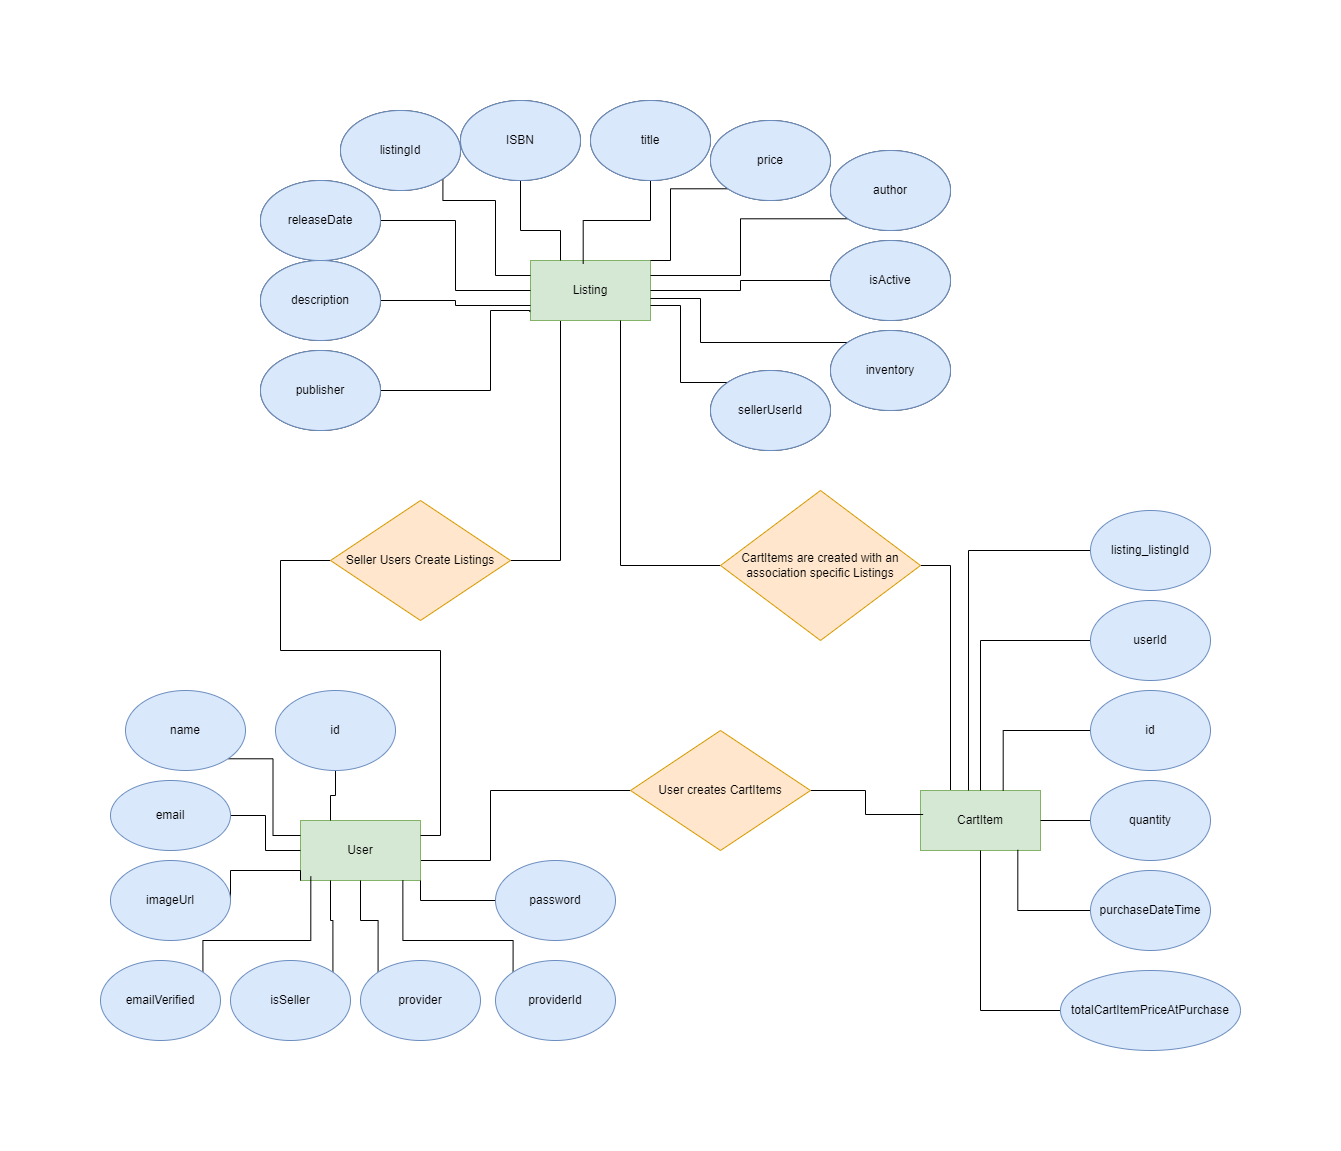 ISBN
title
listingId
price
author
releaseDate
isActive
Listing
description
inventory
publisher
sellerUserId
listing_listingId
Seller Users Create Listings
CartItems are created with an
association specific Listings
userId
name
id
id
User creates CartItems
email
CartItem
quantity
User
imageUrl
password
purchaseDateTime
emailVerified
isSeller
provider
providerId
totalCartItemPriceAtPurchase